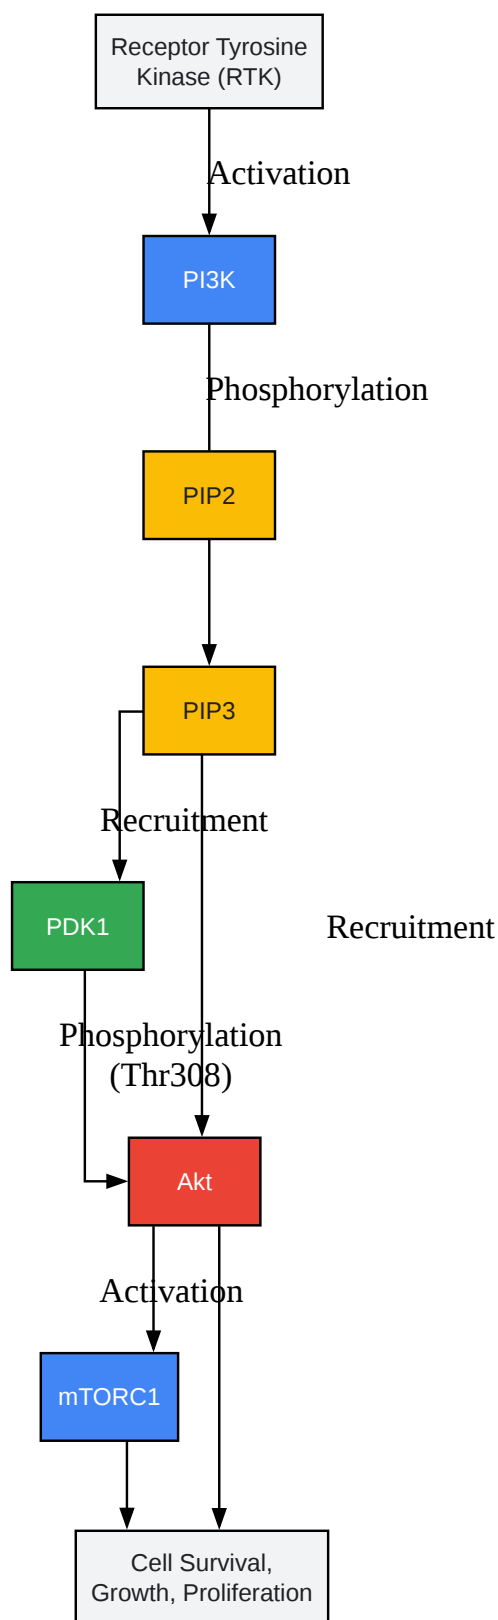 Receptor Tyrosine
Kinase (RTK)
Activation
PI3K
Phosphorylation
PIP2
PIP3
Recruitment
PDK1
Recruitment
Phosphorylation
(Thr308)
Akt
Activation
mTORC1
Cell Survival,
Growth, Proliferation